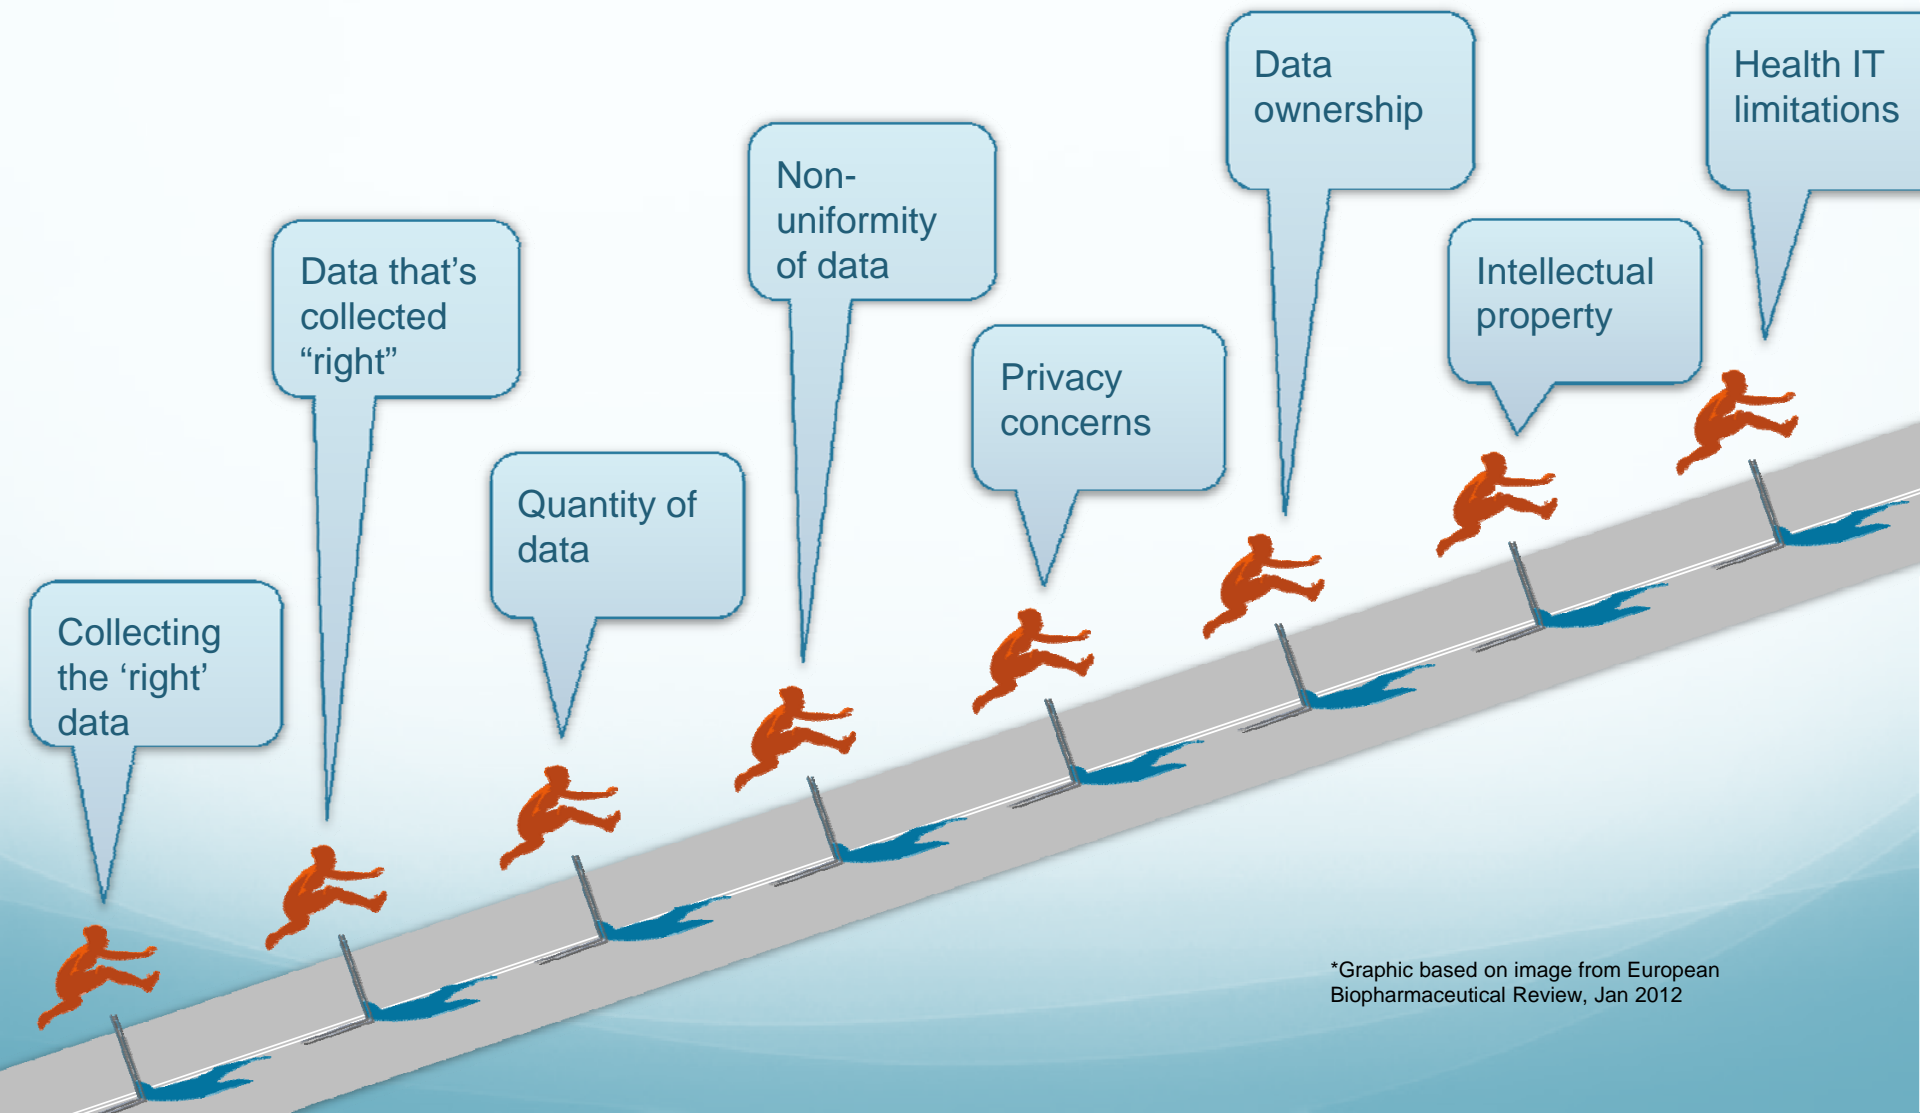 Collecting
the ‘right’
data
Data that’s
collected
“right”
Quantity of
data
Non-
uniformity
of data
Privacy
concerns
Data
ownership
Intellectual
property
Health IT
limitations
*Graphic based on image from European
Biopharmaceutical Review, Jan 2012